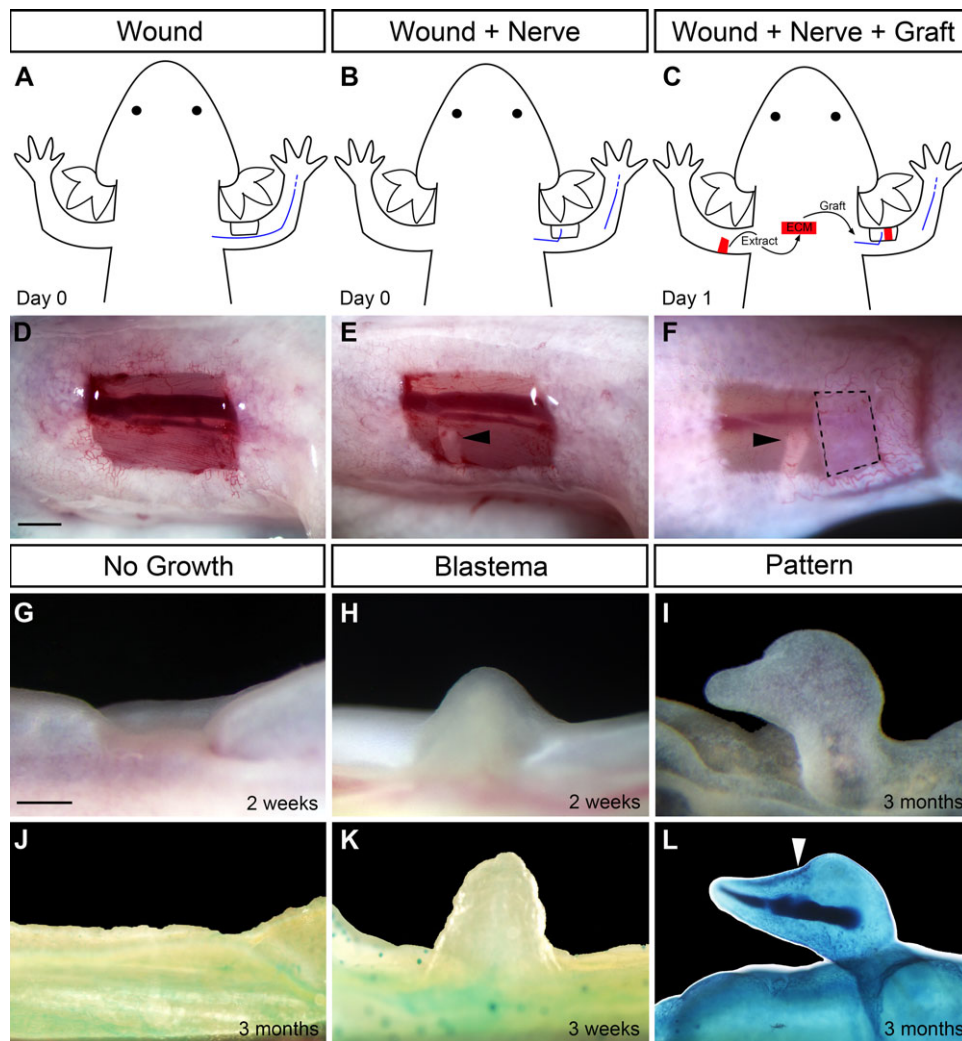 Wound
Wound + Nerve
Wound + Nerve + Graft
A
B
C
Graft
ECM
Extract
Day 0
Day 0
Day 1
D
E
F
No Growth
Blastema
Pattern
G
H
I
2 weeks
2 weeks
3 months
J
K
L
3 months
3 weeks
3 months